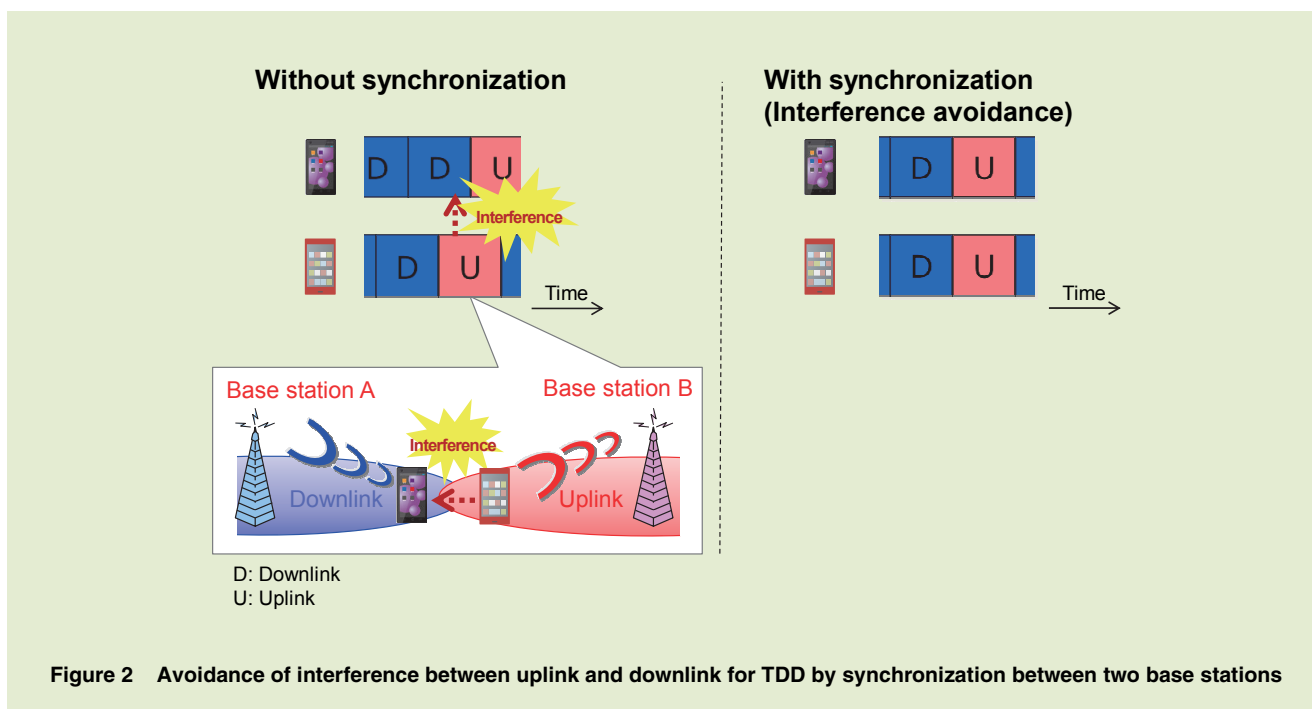 Without synchronization
With synchronization
(Interference avoidance)
D D U
D U
Interference
D U
D U
Time
Time
Base station A
Base station B
Interference
Downlink
Uplink
D: Downlink
U: Uplink
Figure 2 Avoidance of interference between uplink and downlink for TDD by synchronization between two base stations